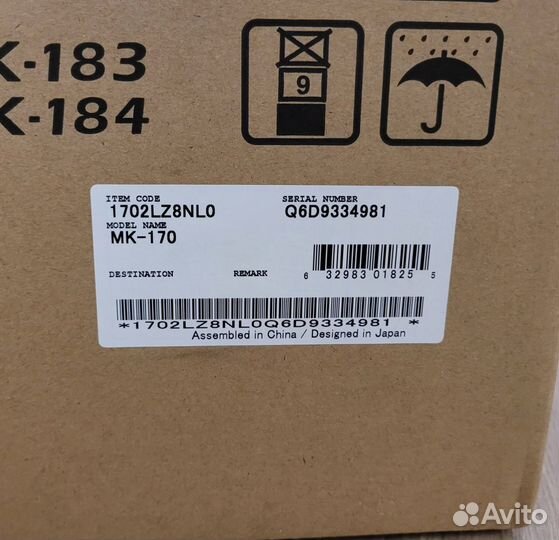 K-183
K-184
9
ITEM CODE SERIAL NUMBER
1702LZ8NL0 Q6D9334981
MODEL NAME
MK-170
DESTINATION REMARK
6 32983 01825 5
*1702LZ8NL0Q6D9334981 *
Assembled in China / Designed in Japan
Avito